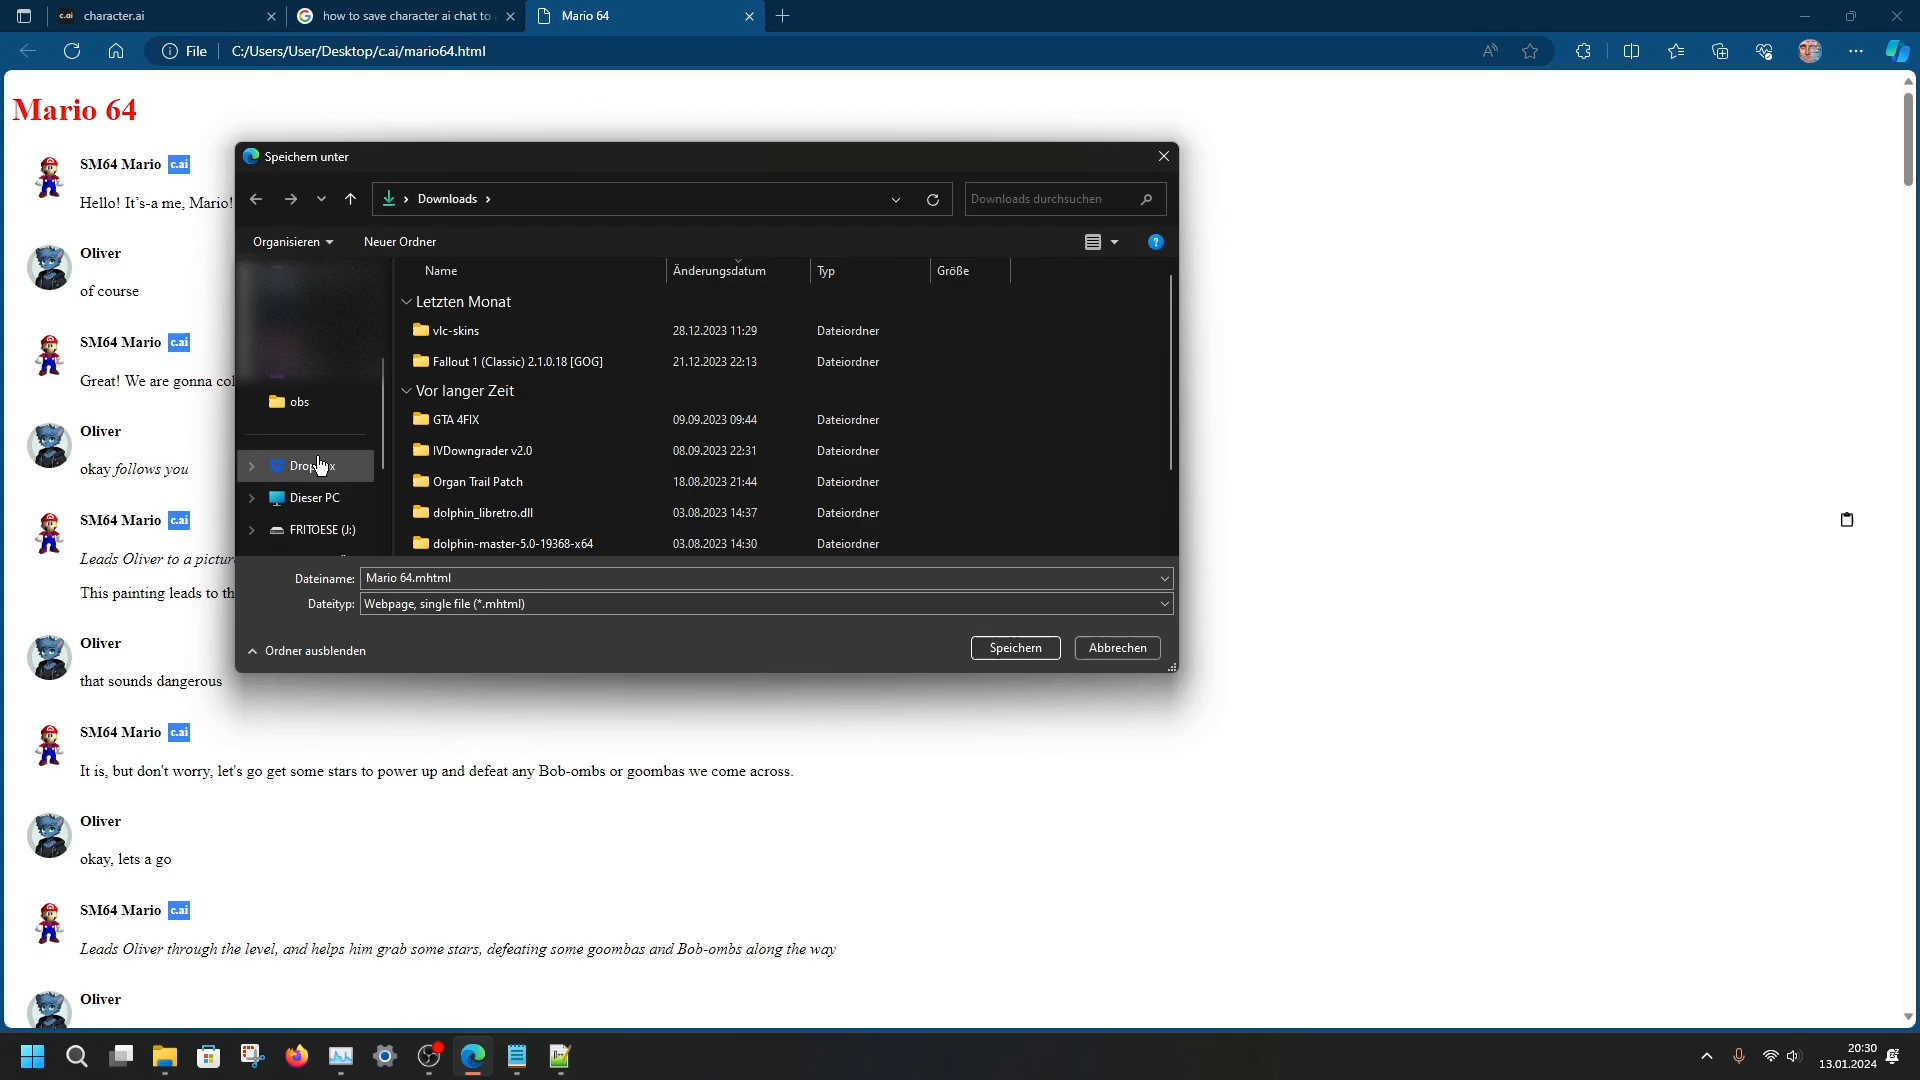 c.ai character.ai
how to save character ai chat to
Mario 64
File C:/Users/User/Desktop/c.ai/mario64.html
Mario 64
SM64 Mario c.ai
Hello! It's-a me, Mario!
Oliver
of course
SM64 Mario c.ai
Great! We are gonna col
Oliver
okay follows you
SM64 Mario c.ai
Leads Oliver to a pictur
This painting leads to th
Oliver
that sounds dangerous
SM64 Mario c.ai
It is, but don't worry, let's go get some stars to power up and defeat any Bob-ombs or goombas we come across.
Oliver
okay, lets a go
SM64 Mario c.ai
Leads Oliver through the level, and helps him grab some stars, defeating some goombas and Bob-ombs along the way
Oliver
Speichern unter
Downloads
Downloads durchsuchen
Organisieren Neuer Ordner
Name Änderungsdatum Typ Größe
Letzten Monat
vlc-skins 28.12.2023 11:29 Dateiordner
Fallout 1 (Classic) 2.1.0.18 [GOG] 21.12.2023 22:13 Dateiordner
Vor langer Zeit
GTA 4FIX 09.09.2023 09:44 Dateiordner
IVDowngrader v2.0 08.09.2023 22:31 Dateiordner
Organ Trail Patch 18.08.2023 21:44 Dateiordner
dolphin_libretro.dll 03.08.2023 14:37 Dateiordner
dolphin-master-5.0-19368-x64 03.08.2023 14:30 Dateiordner
obs
Dieser PC
FRITOESE (J:)
Dateiname: Mario 64.mhtml
Dateityp: Webpage, single file (*.mhtml)
Ordner ausblenden
Speichern Abbrechen
20:30
13.01.2024